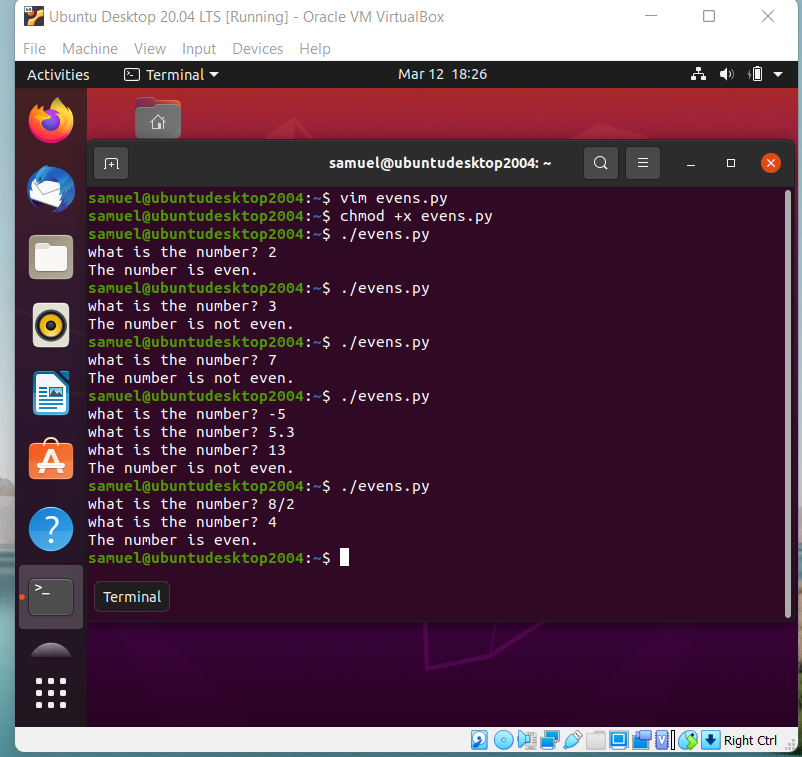 Ubuntu Desktop 20.04 LTS [Running] - Oracle VM VirtualBox
File Machine View Input Devices Help
Activities Terminal Mar 12 18:26
samuel@ubuntudesktop2004: ~
samuel@ubuntudesktop2004:~$ vim evens.py
samuel@ubuntudesktop2004:~$ chmod +x evens.py
samuel@ubuntudesktop2004:~$ ./evens.py
what is the number? 2
The number is even.
samuel@ubuntudesktop2004:~$ ./evens.py
what is the number? 3
The number is not even.
samuel@ubuntudesktop2004:~$ ./evens.py
what is the number? 7
The number is not even.
samuel@ubuntudesktop2004:~$ ./evens.py
what is the number? -5
what is the number? 5.3
what is the number? 13
The number is not even.
samuel@ubuntudesktop2004:~$ ./evens.py
what is the number? 8/2
what is the number? 4
The number is even.
samuel@ubuntudesktop2004:~$
Terminal
Right Ctrl